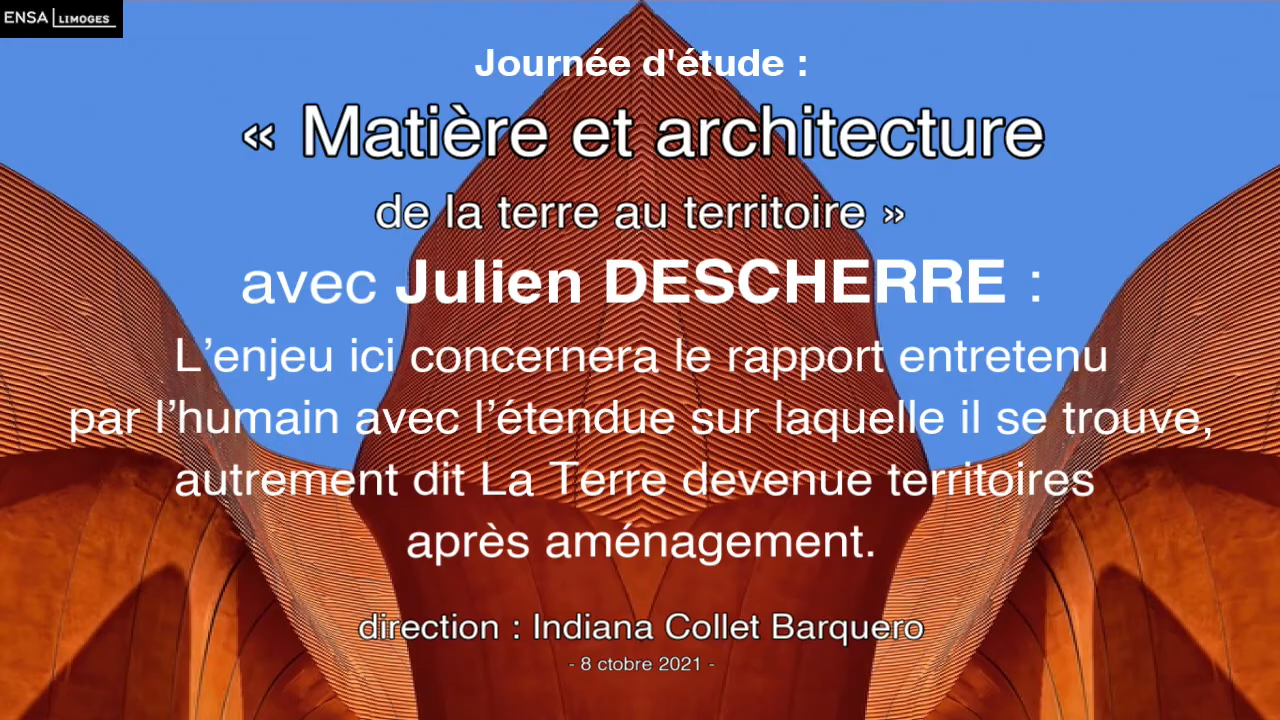 ENSA LIMOGES
Journée d'étude :
« Matière et architecture
de la terre au territoire »
avec Julien DESCHERRE :
L’enjeu ici concernera le rapport entretenu
par l’humain avec l’étendue sur laquelle il se trouve,
autrement dit La Terre devenue territoires
après aménagement.
direction : Indiana Collet Barquero
- 8 ctobre 2021 -